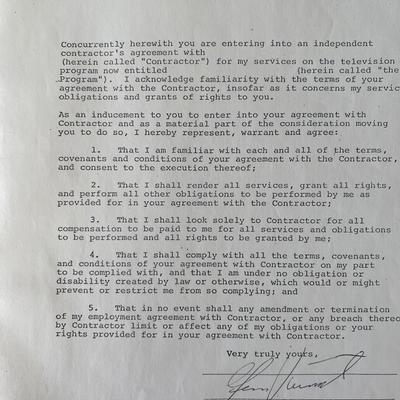 Concurrently herewith you are entering into an independent
contractor's agreement with
(herein called "Contractor") for my services on the television
program now entitled (herein called "the
Program"). I acknowledge familiarity with the terms of your
agreement with the Contractor, insofar as it concerns my servic
obligations and grants of rights to you.
As an inducement to you to enter into your agreement with
Contractor and as a material part of the consideration moving
you to do so, I hereby represent, warrant and agree:
1. That I am familiar with each and all of the terms,
covenants and conditions of your agreement with the Contractor,
and consent to the execution thereof;
2. That I shall render all services, grant all rights,
and perform all other obligations to be performed by me as
provided for in your agreement with the Contractor;
3. That I shall look solely to Contractor for all
compensation to be paid to me for all services and obligations
to be performed and all rights to be granted by me;
4. That I shall comply with all the terms, covenants,
and conditions of your agreement with Contractor on my part
to be complied with, and that I am under no obligation or
disability created by law or otherwise, which would or might
prevent or restrict me from so complying; and
5. That in no event shall any amendment or termination
of my employment agreement with Contractor, or any breach thereo
by Contractor limit or affect any of my obligations or your
rights provided for in your agreement with Contractor.
Very truly yours,